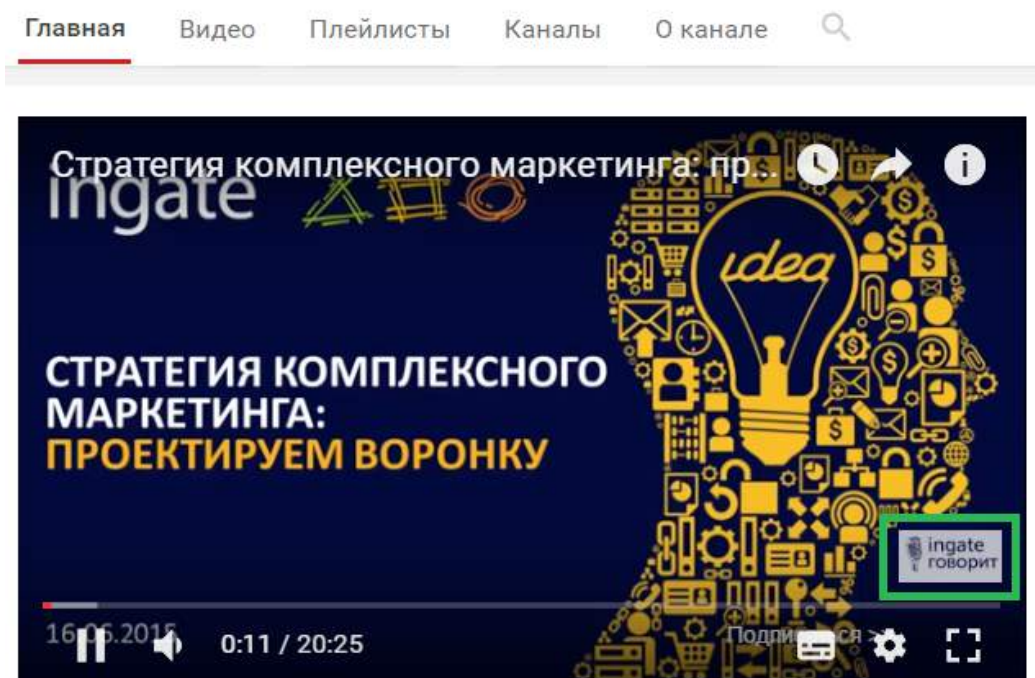 Главная Видео Плейлисты Каналы О канале
Стратегия комплексного маркетинга: пр...
ingate
idea
СТРАТЕГИЯ КОМПЛЕКСНОГО
МАРКЕТИНГА:
ПРОЕКТИРУЕМ ВОРОНКУ
ingate
говорит
16.06.2015
0:11 / 20:25